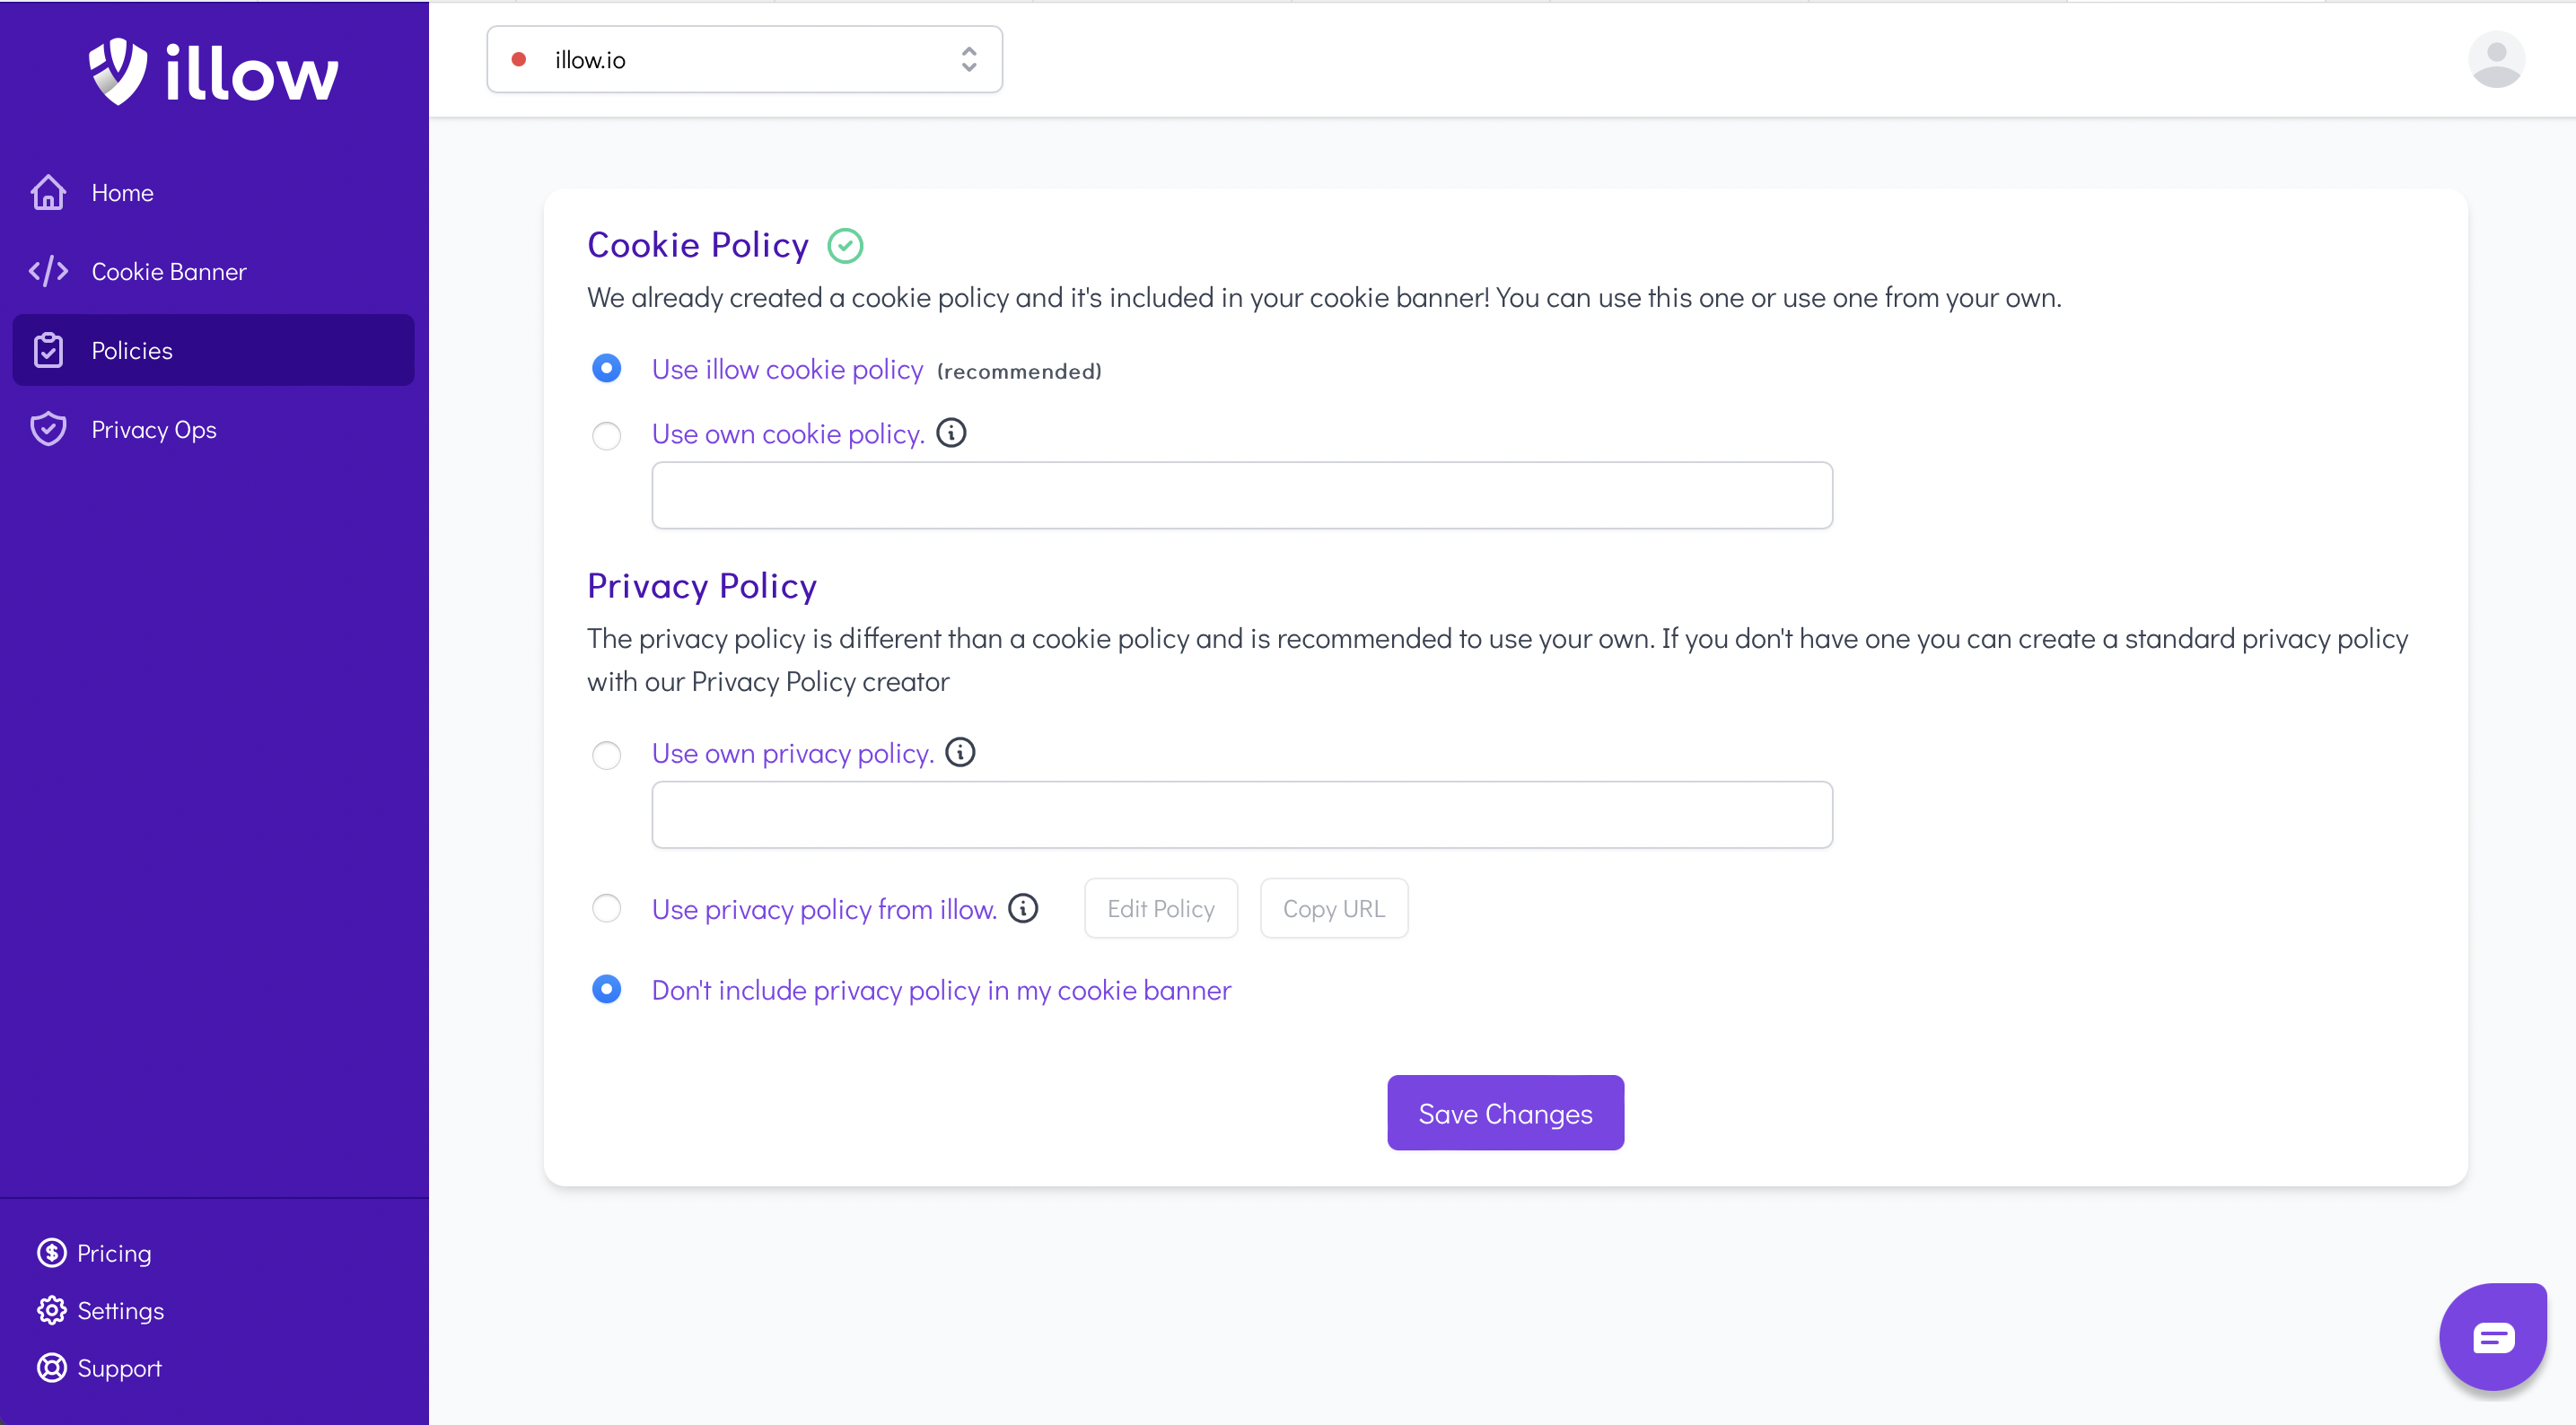 illow
illow.io
Home
Cookie Banner
Policies
Privacy Ops
Cookie Policy
We already created a cookie policy and it's included in your cookie banner! You can use this one or use one from your own.
Use illow cookie policy (recommended)
Use own cookie policy.
Privacy Policy
The privacy policy is different than a cookie policy and is recommended to use your own. If you don't have one you can create a standard privacy policy
with our Privacy Policy creator
Use own privacy policy.
Use privacy policy from illow. Edit Policy Copy URL
Don't include privacy policy in my cookie banner
Save Changes
Pricing
Settings
Support